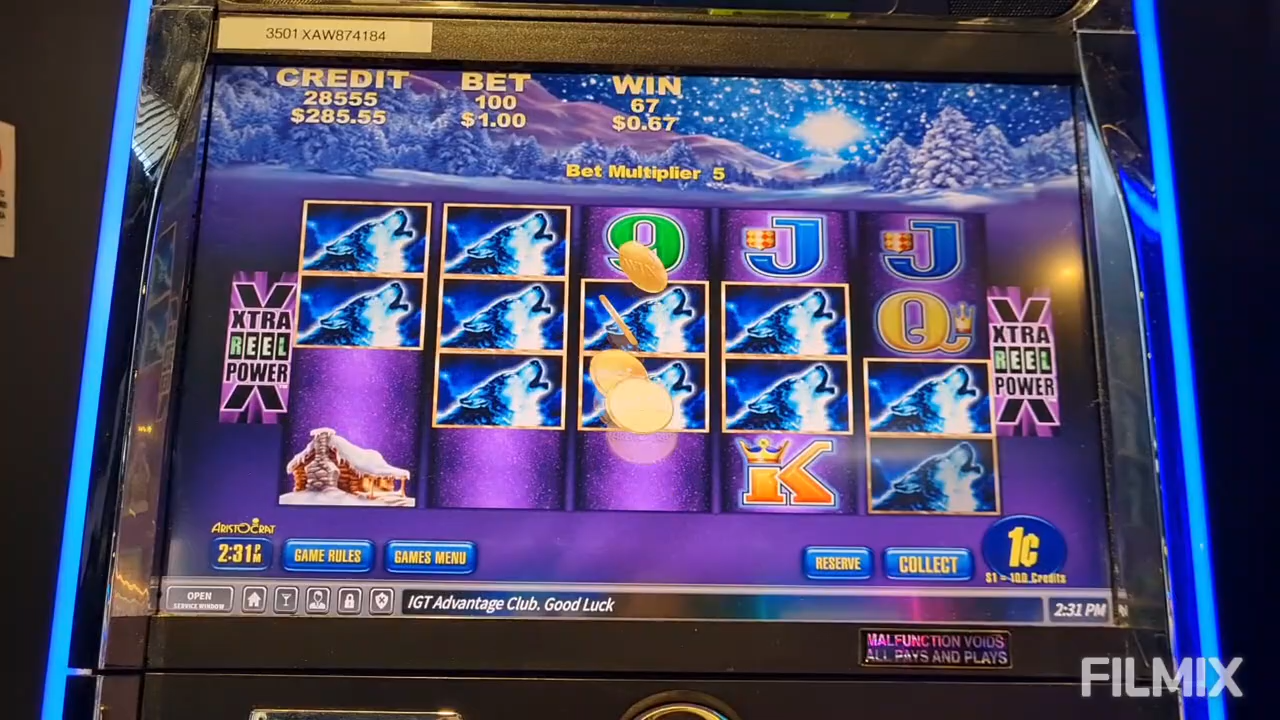 3501 XAW874184
CREDIT BET WIN
28555 100 67
$285.55 $1.00 $0.67
Bet Multiplier 5
9 J J
Q
XTRA REEL POWER
XTRA REEL POWER
K
ARISTOCRAT
2:31 PM
GAME RULES
GAMES MENU
RESERVE
COLLECT
1¢
$1 = 100 Credits
OPEN
SERVICE WINDOW
IGT Advantage Club. Good Luck
2:31 PM
MALFUNCTION VOIDS
ALL PAYS AND PLAYS
FILMIX